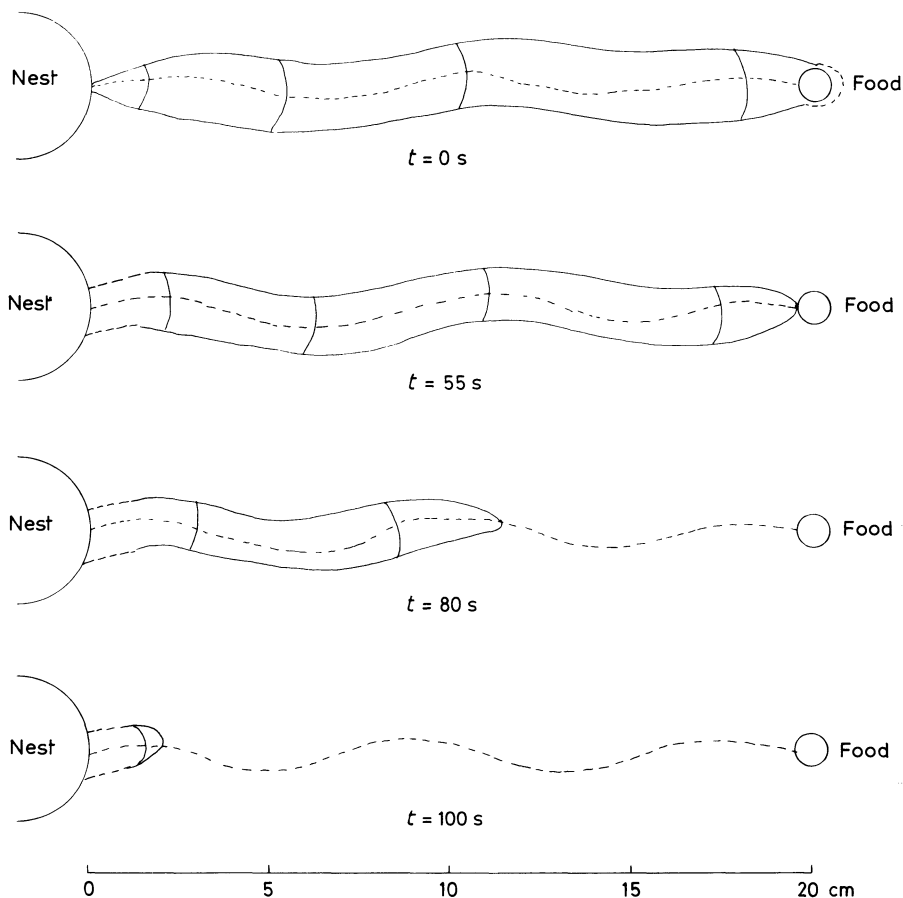 Nest
Food
t = 0 s
Nest
Food
t = 55 s
Nest
Food
t = 80 s
Nest
Food
t = 100 s
0 5 10 15 20 cm